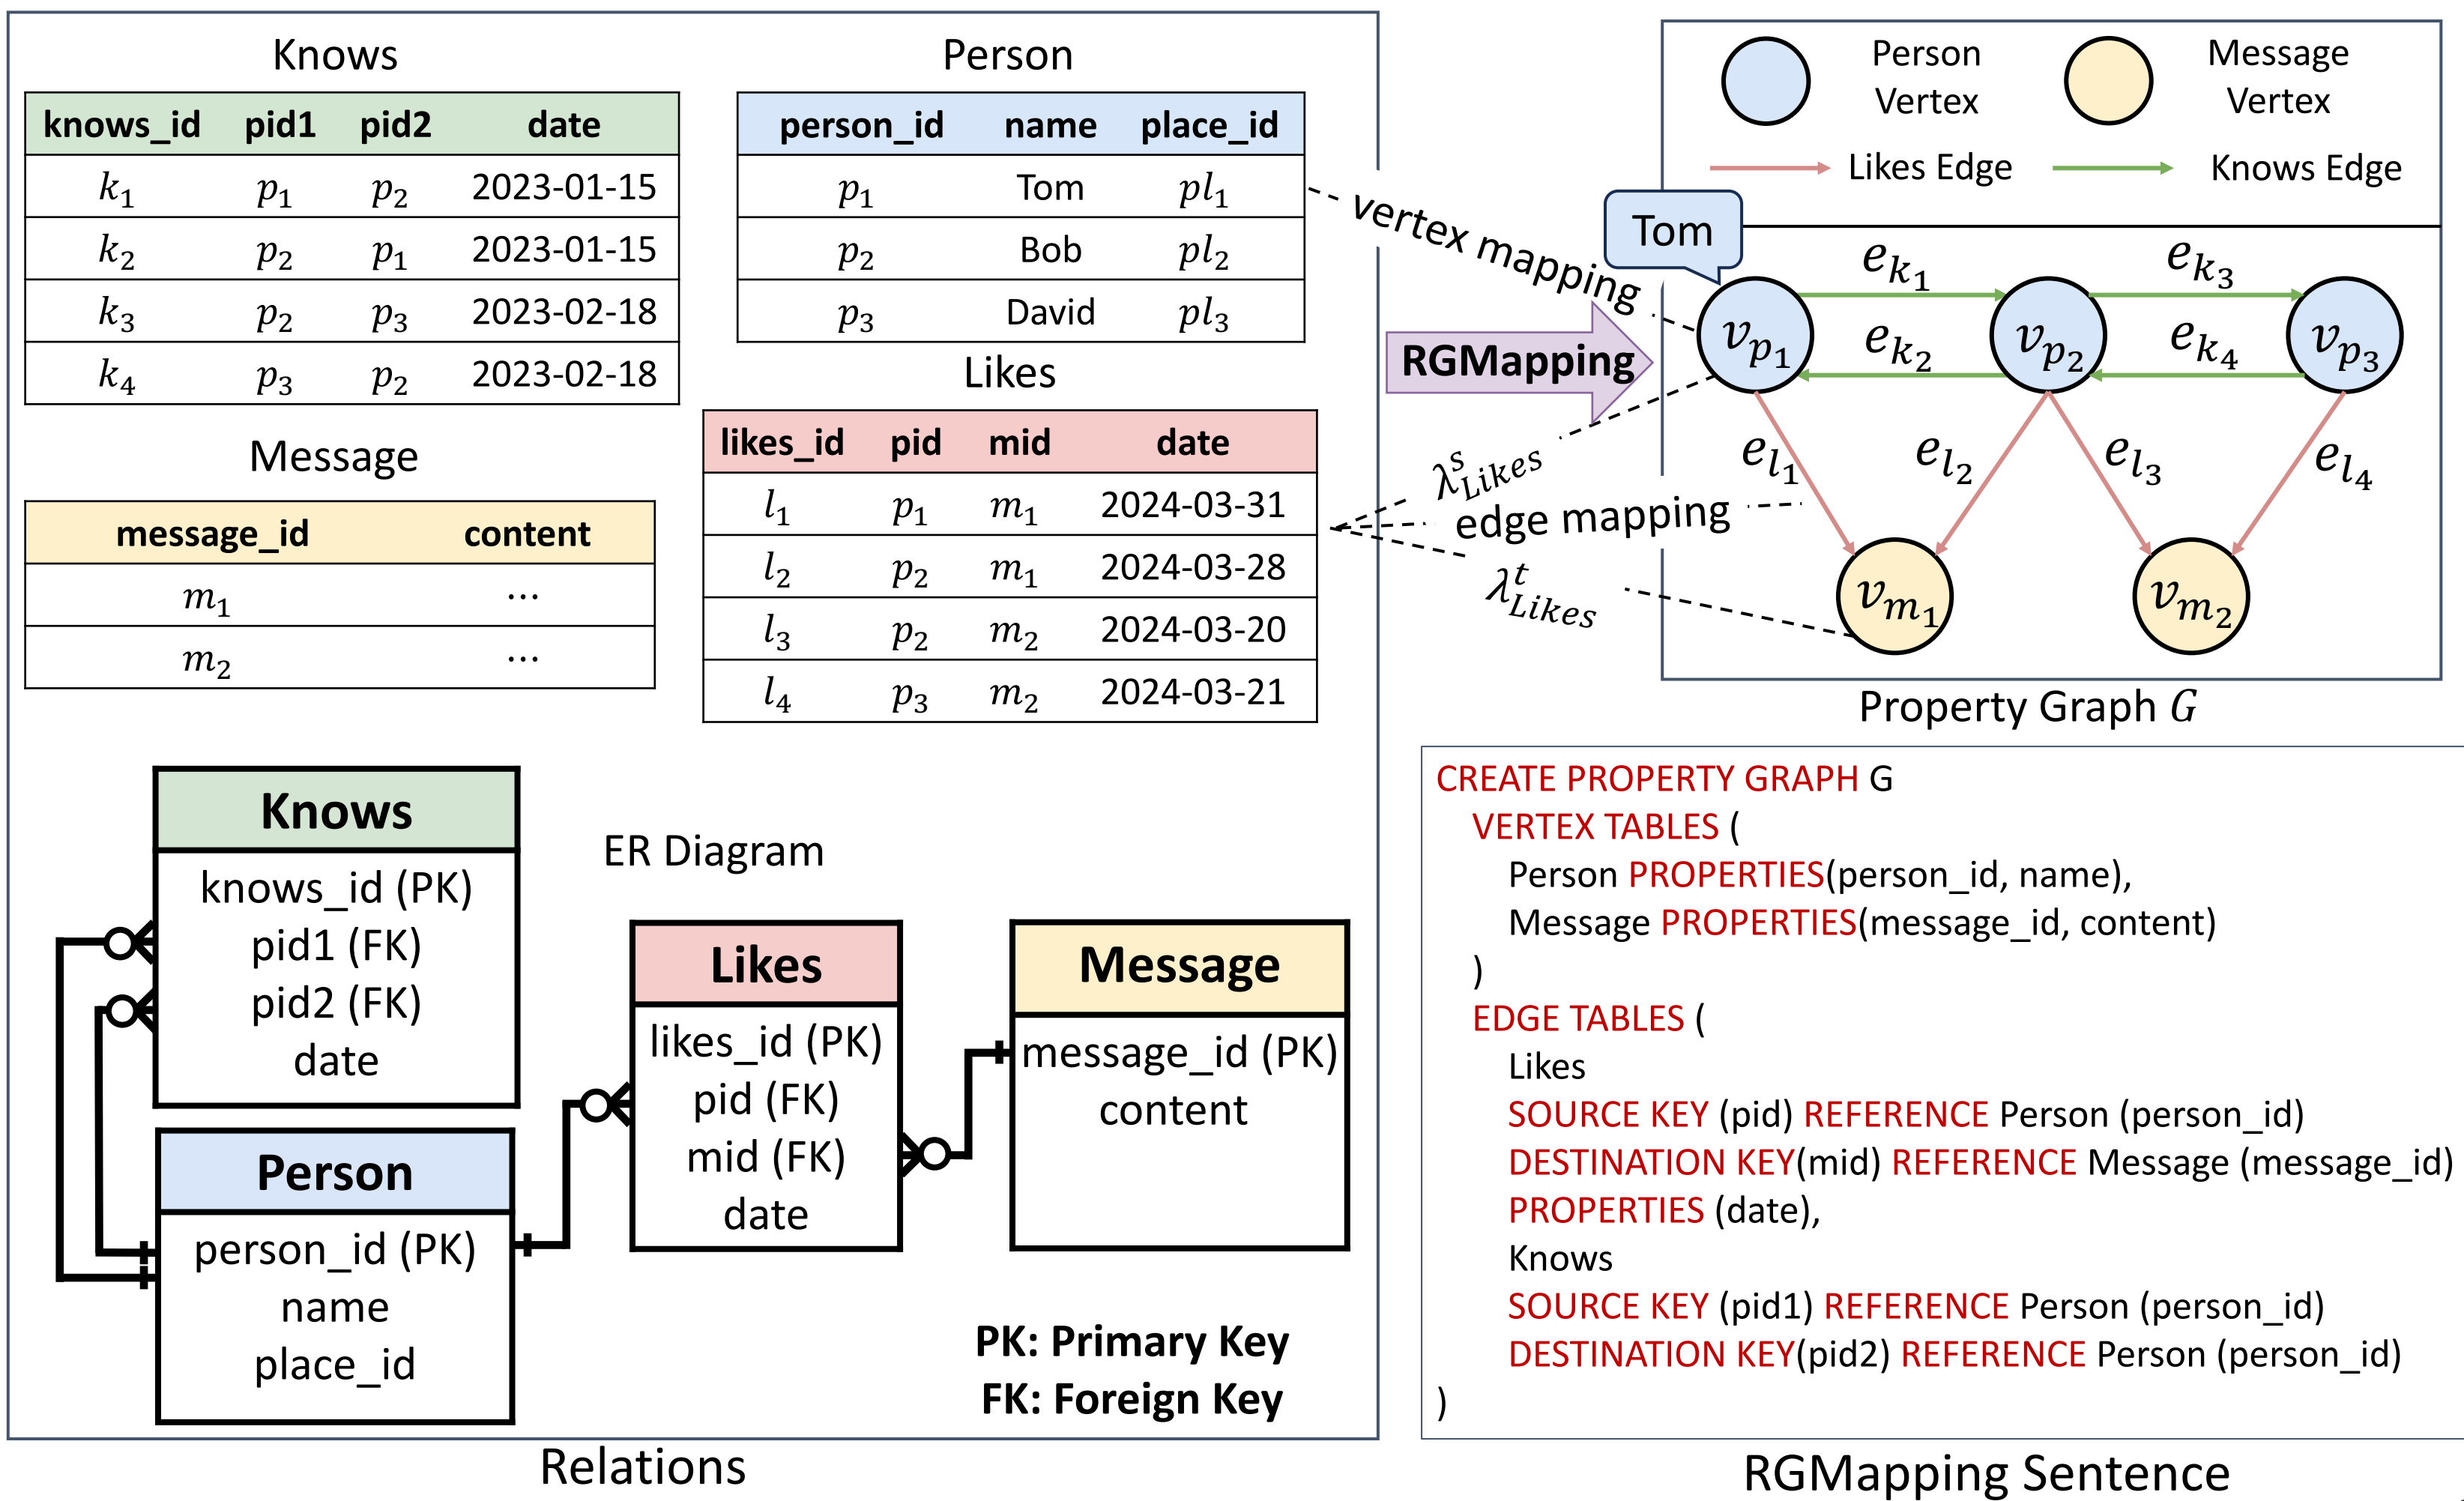 Knows
knows_id pid1 pid2 date
k₁ p₁ p₂ 2023-01-15
k₂ p₂ p₁ 2023-01-15
k₃ p₂ p₃ 2023-02-18
k₄ p₃ p₂ 2023-02-18
Person
person_id name place_id
p₁ Tom pl₁
p₂ Bob pl₂
p₃ David pl₃
Message
message_id content
m₁ ...
m₂ ...
Likes
likes_id pid mid date
l₁ p₁ m₁ 2024-03-31
l₂ p₂ m₁ 2024-03-28
l₃ p₂ m₂ 2024-03-20
l₄ p₃ m₂ 2024-03-21
ER Diagram
Knows
knows_id (PK)
pid1 (FK)
pid2 (FK)
date
Person
person_id (PK)
name
place_id
Likes
likes_id (PK)
pid (FK)
mid (FK)
date
Message
message_id (PK)
content
PK: Primary Key
FK: Foreign Key
Relations
vertex mapping
RGMapping
λˢ_Likes
edge mapping
λᵗ_Likes
Person
Vertex
Message
Vertex
Likes Edge
Knows Edge
Tom
e_k₁ e_k₃
v_p₁ e_k₂ v_p₂ e_k₄ v_p₃
e_l₁ e_l₂ e_l₃ e_l₄
v_m₁ v_m₂
Property Graph G
CREATE PROPERTY GRAPH G
VERTEX TABLES (
Person PROPERTIES(person_id, name),
Message PROPERTIES(message_id, content)
)
EDGE TABLES (
Likes
SOURCE KEY (pid) REFERENCE Person (person_id)
DESTINATION KEY(mid) REFERENCE Message (message_id)
PROPERTIES (date),
Knows
SOURCE KEY (pid1) REFERENCE Person (person_id)
DESTINATION KEY(pid2) REFERENCE Person (person_id)
)
RGMapping Sentence